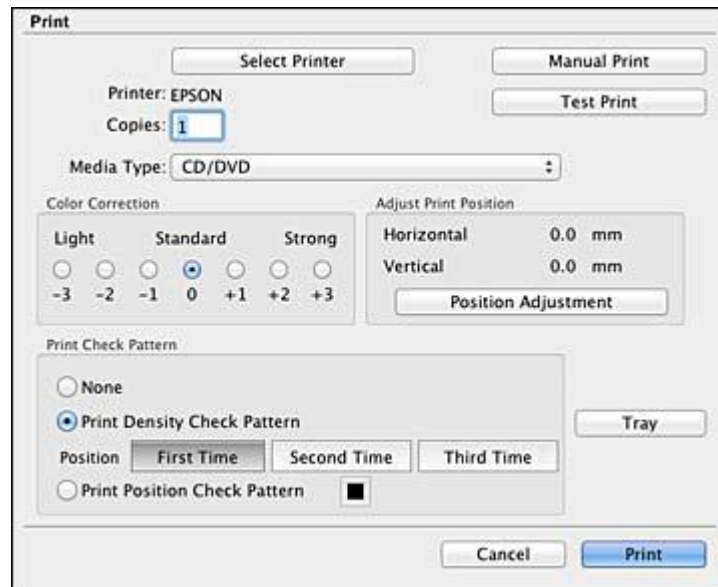 Print
Select Printer
Manual Print
Printer: EPSON
Test Print
Copies: 1
Media Type: CD/DVD
Color Correction
Adjust Print Position
Light Standard Strong
Horizontal 0.0 mm
Vertical 0.0 mm
-3 -2 -1 0 +1 +2 +3
Position Adjustment
Print Check Pattern
None
Print Density Check Pattern
Tray
Position First Time Second Time Third Time
Print Position Check Pattern
Cancel Print